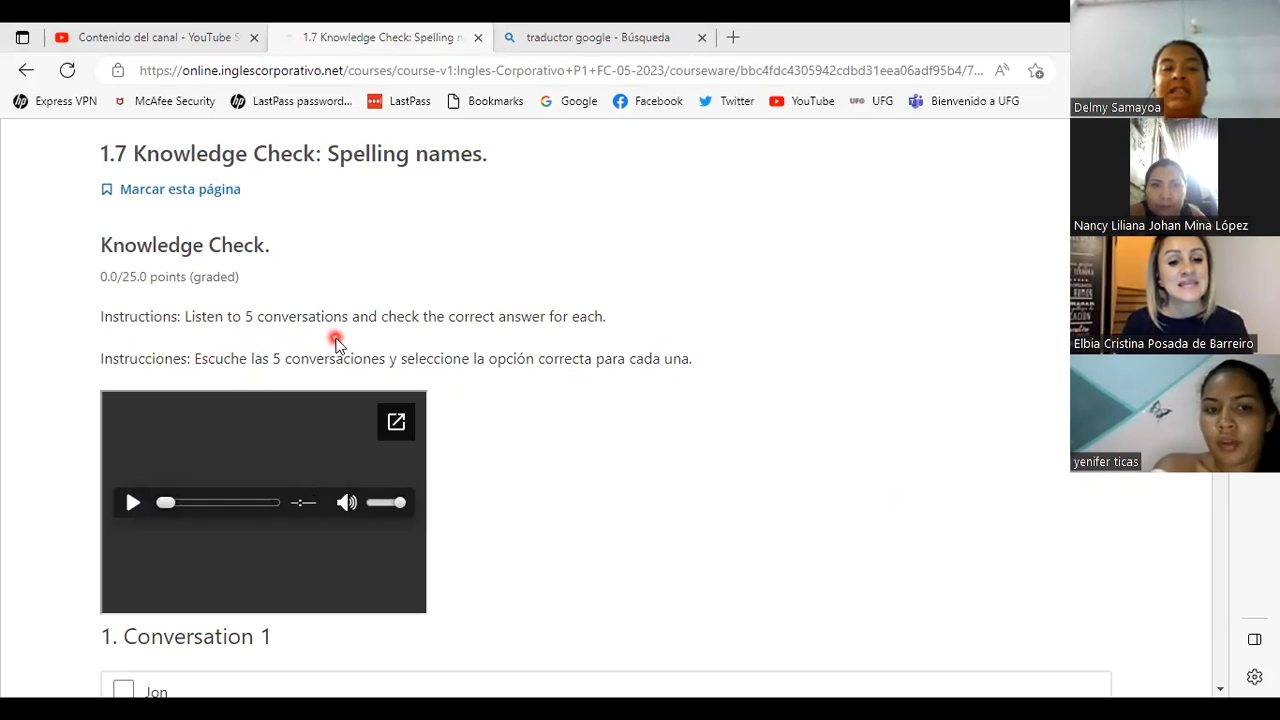 Contenido del canal - YouTube S
1.7 Knowledge Check: Spelling n
traductor google - Búsqueda
https://online.inglescorporativo.net/courses/course-v1:Ingles-Corporativo+P1+FC-05-2023/courseware/bbc4fdc4305942cdbd31eea06adf95b4/7...
Express VPN
McAfee Security
LastPass password...
LastPass
Bookmarks
Google
Facebook
Twitter
YouTube
UFG
Bienvenido a UFG
1.7 Knowledge Check: Spelling names.
Marcar esta página
Knowledge Check.
0.0/25.0 points (graded)
Instructions: Listen to 5 conversations and check the correct answer for each.
Instrucciones: Escuche las 5 conversaciones y seleccione la opción correcta para cada una.
1. Conversation 1
Jon
Delmy Samayoa
Nancy Liliana Johan Mina López
Elbia Cristina Posada de Barreiro
yenifer ticas